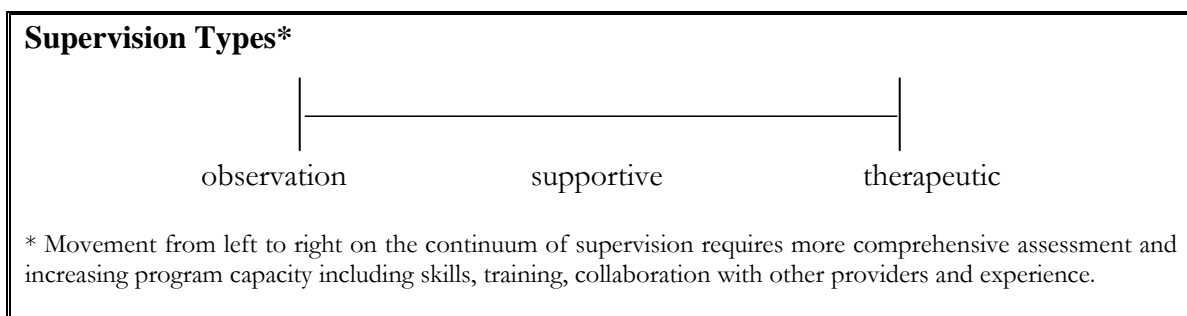 Supervision Types*
observation supportive therapeutic
* Movement from left to right on the continuum of supervision requires more comprehensive assessment and
increasing program capacity including skills, training, collaboration with other providers and experience.